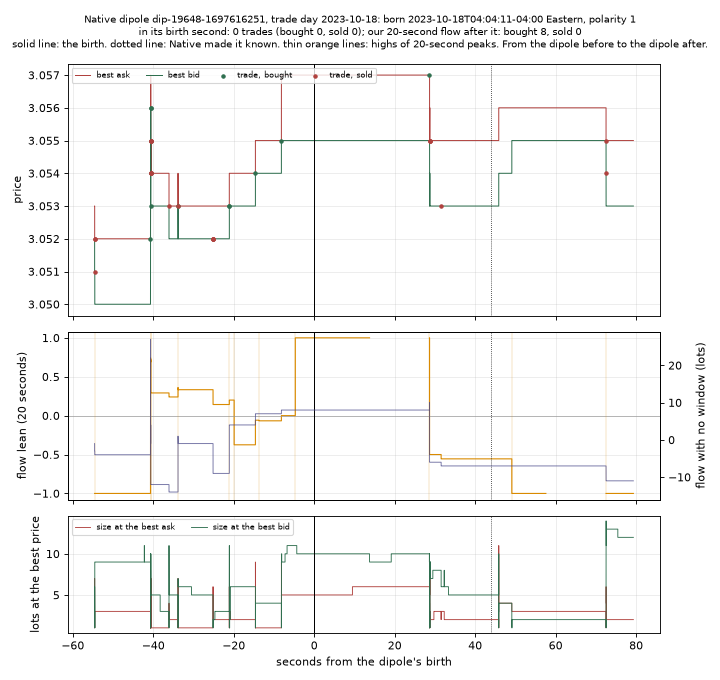 Native dipole dip-19648-1697616251, trade day 2023-10-18: born 2023-10-18T04:04:11-04:00 Eastern, polarity 1
in its birth second: 0 trades (bought 0, sold 0); our 20-second flow after it: bought 8, sold 0
solid line: the birth. dotted line: Native made it known. thin orange lines: highs of 20-second peaks. From the dipole before to the dipole after.
best ask
best bid
trade, bought
trade, sold
3.057
3.056
3.055
3.054
3.053
3.052
3.051
3.050
price
1.0
0.5
0.0
−0.5
−1.0
flow lean (20 seconds)
20
10
0
−10
flow with no window (lots)
size at the best ask
size at the best bid
10
5
lots at the best price
−60
−40
−20
0
20
40
60
80
seconds from the dipole's birth